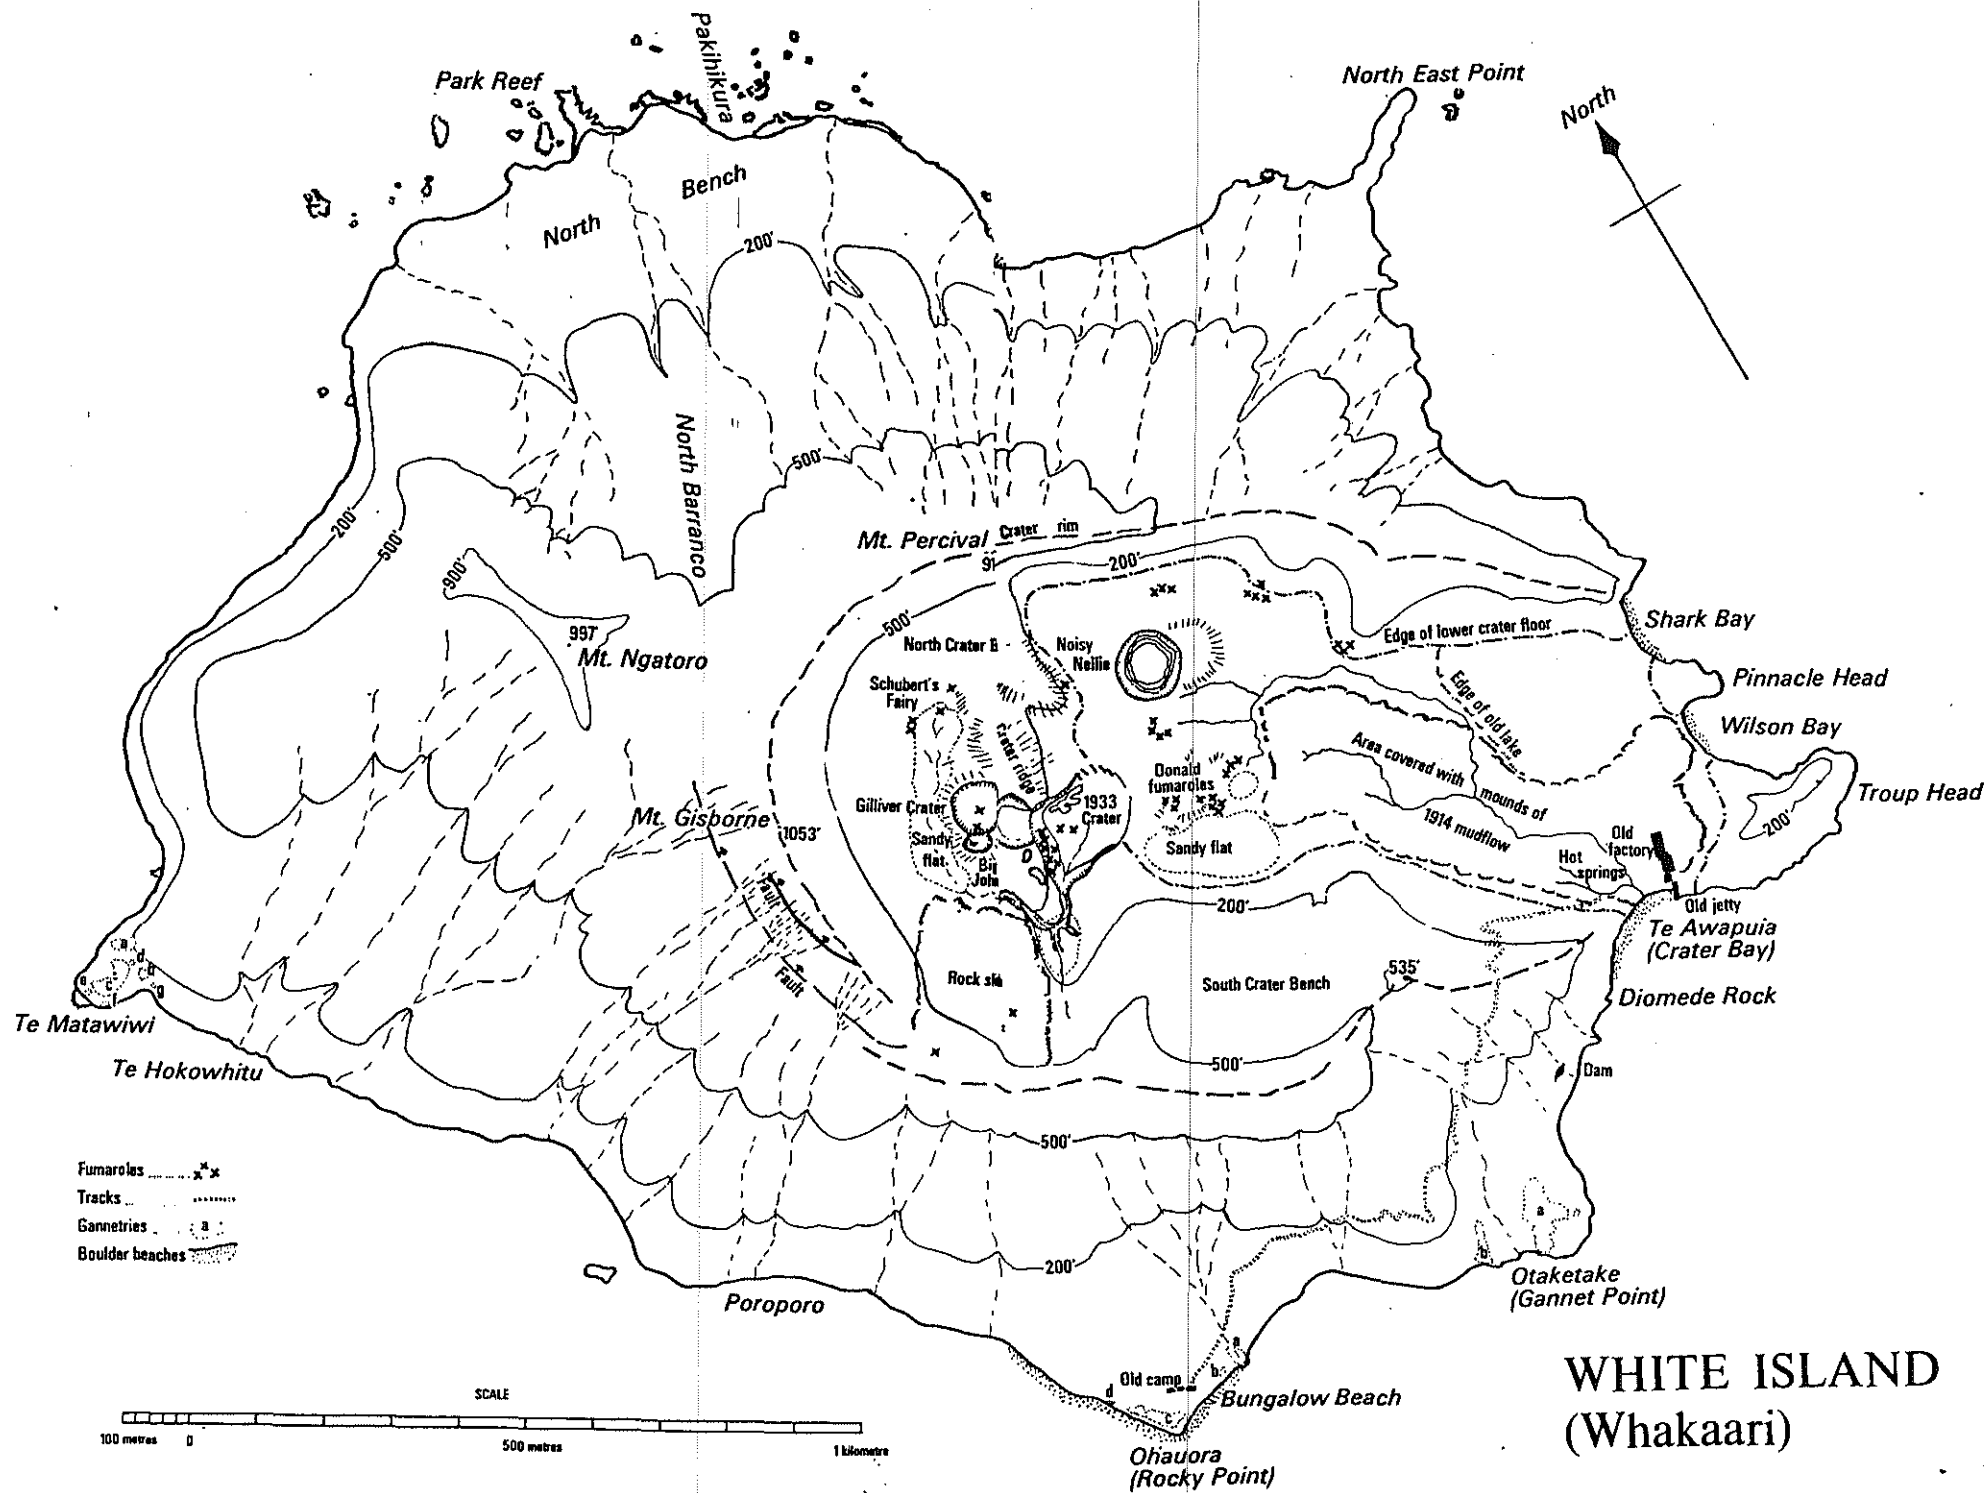 Pakihikura
Park Reef
North East Point
North
Bench
North
200'
North Barranco
500'
200'
500'
Mt. Percival
Crater rim
91
200'
900'
997'
Mt. Ngatoro
500'
North Crater
Noisy
Nellie
Edge of lower crater floor
Shark Bay
Pinnacle Head
Schubert's
Fairy
Edge of old lake
Wilson Bay
Crater ridge
Area covered with
mounds of
1914 mudflow
Donald
fumaroles
Troup Head
200'
Mt. Gisborne
1053'
Gilliver Crater
1933
Crater
Sandy
flat
Big
John
Sandy flat
Old
factory
Hot
springs
Old jetty
Te Awapuia
(Crater Bay)
Fault
Fault
200'
Rock
South Crater Bench
535'
Diomede Rock
a
d
b
e
c
f
g
Te Matawiwi
Te Hokowhitu
500'
Dam
500'
Fumaroles
Tracks
Gannetries a
Boulder beaches
a
b
Otaketake
(Gannet Point)
200'
Poroporo
a
b
Old camp
d
c
Bungalow Beach
Ohauora
(Rocky Point)
SCALE
100 metres 0 500 metres 1 kilometre
WHITE ISLAND
(Whakaari)